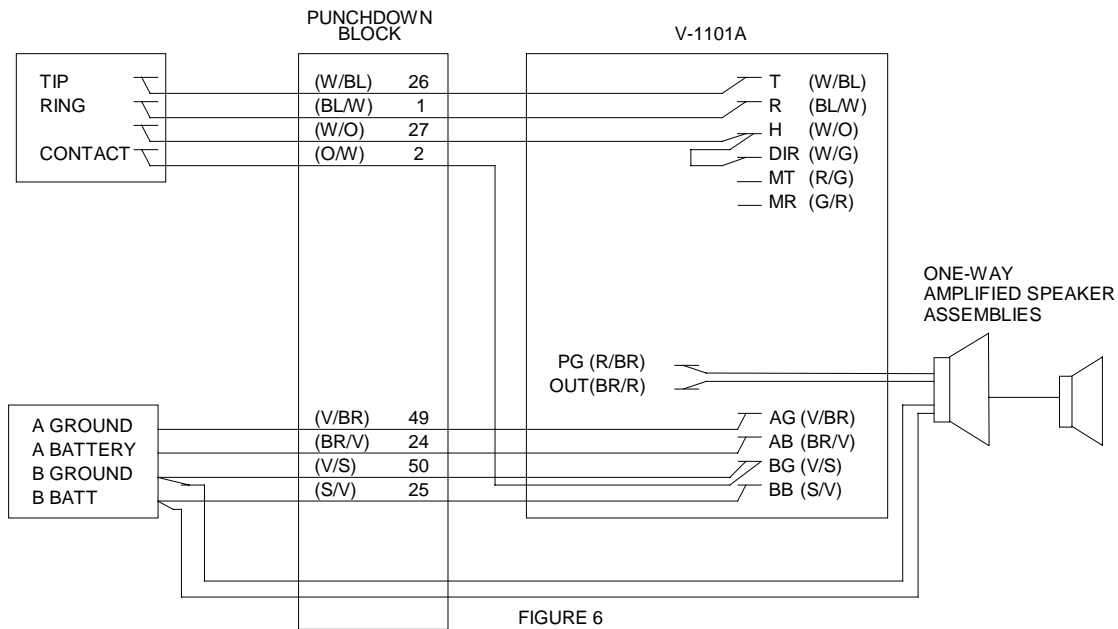 PUNCHDOWN
BLOCK
V-1101A
TIP
RING
CONTACT
(W/BL) 26
(BL/W) 1
(W/O) 27
(O/W) 2
T (W/BL)
R (BL/W)
H (W/O)
DIR (W/G)
MT (R/G)
MR (G/R)
ONE-WAY
AMPLIFIED SPEAKER
ASSEMBLIES
PG (R/BR)
OUT(BR/R)
A GROUND
A BATTERY
B GROUND
B BATT
(V/BR) 49
(BR/V) 24
(V/S) 50
(S/V) 25
AG (V/BR)
AB (BR/V)
BG (V/S)
BB (S/V)
FIGURE 6